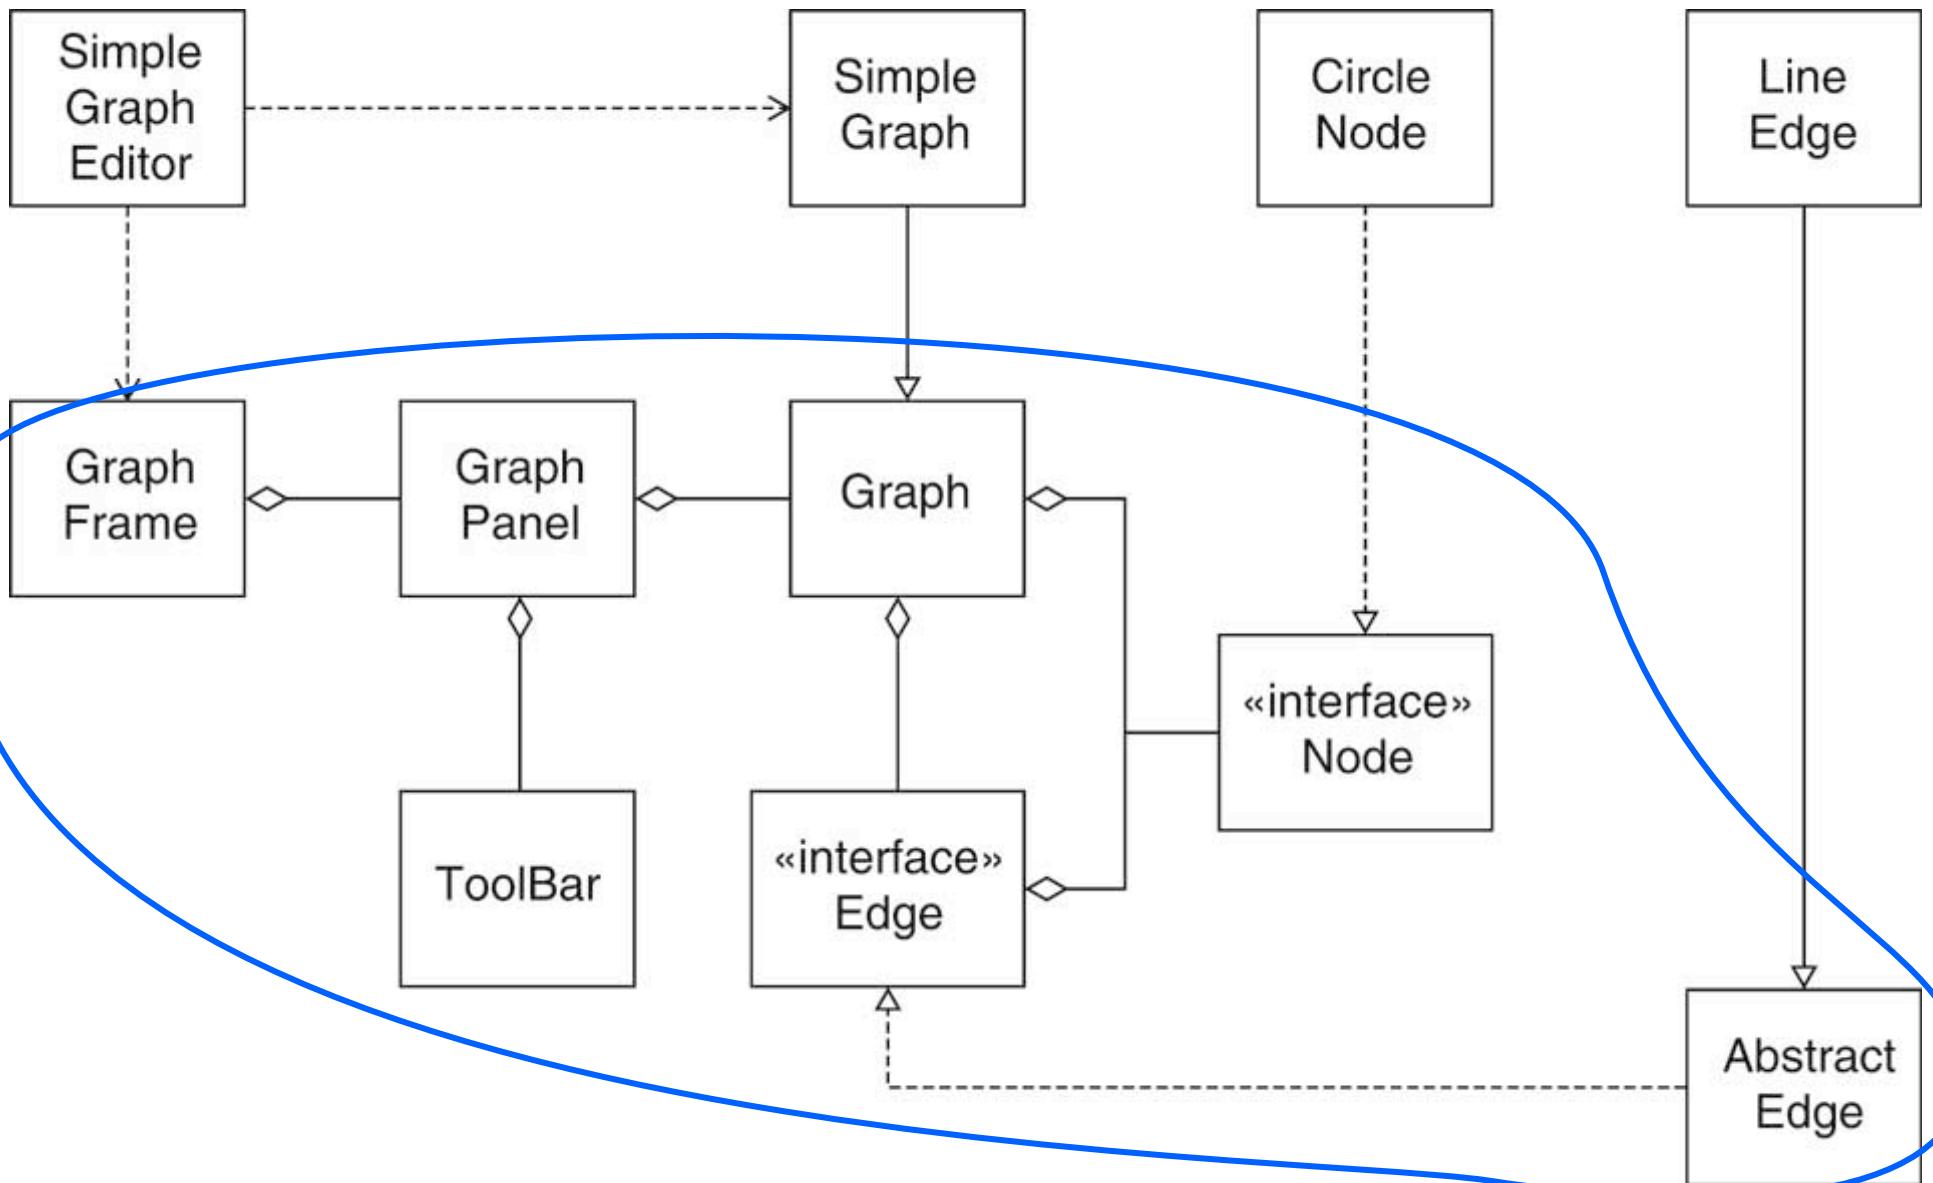 Simple
Graph
Editor
Simple
Graph
Circle
Node
Line
Edge
Graph
Frame
Graph
Panel
Graph
«interface»
Node
ToolBar
«interface»
Edge
Abstract
Edge